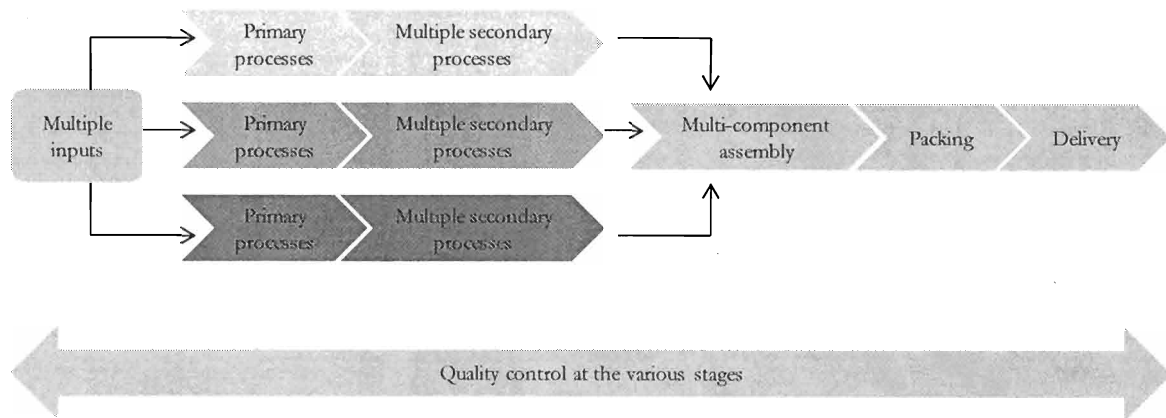 Primary
processes
Multiple secondary
processes
Multiple
inputs
Primary
processes
Multiple secondary
processes
Multi-component
assembly
Packing
Delivery
Primary
processes
Multiple secondary
processes
Quality control at the various stages